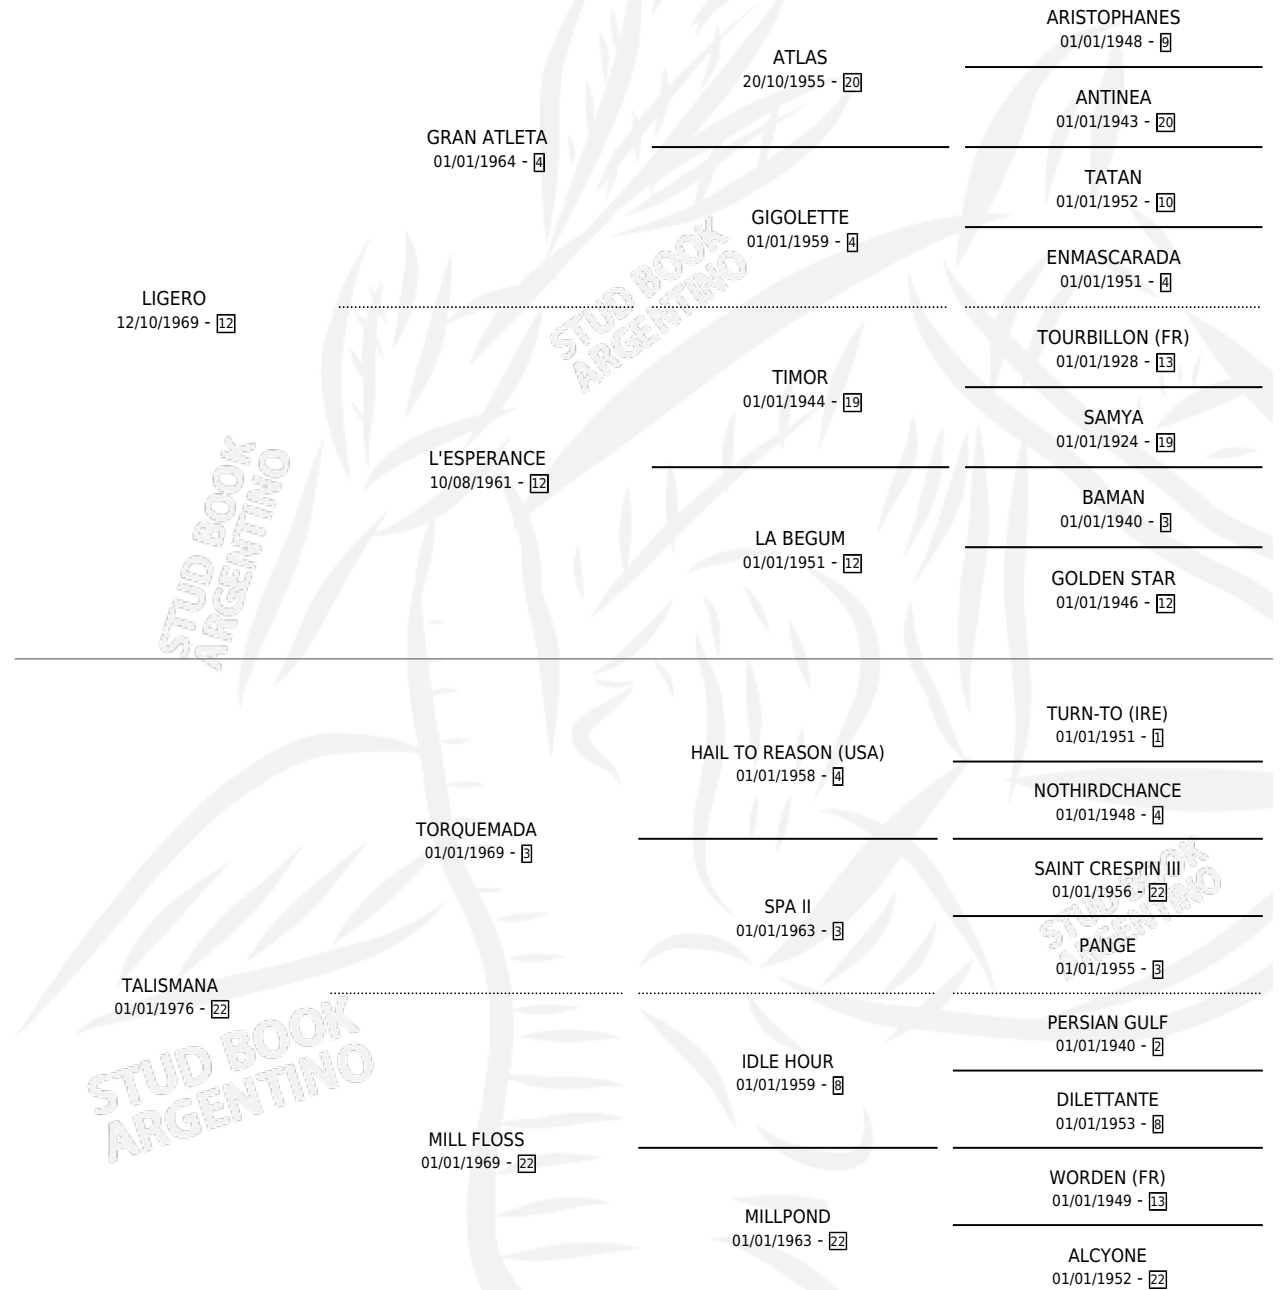 ARISTOPHANES
01/01/1948 - 9
ATLAS
20/10/1955 - 20
ANTINEA
01/01/1943 - 20
GRAN ATLETA
01/01/1964 - 4
TATAN
01/01/1952 - 10
GIGOLETTE
01/01/1959 - 4
ENMASCARADA
01/01/1951 - 4
LIGERO
12/10/1969 - 12
STUD BOOK
ARGENTINO
TOURBILLON (FR)
01/01/1928 - 13
TIMOR
01/01/1944 - 19
SAMYA
01/01/1924 - 19
L'ESPERANCE
10/08/1961 - 12
BAMAN
01/01/1940 - 3
LA BEGUM
01/01/1951 - 12
GOLDEN STAR
01/01/1946 - 12
STUD BOOK
ARGENTINO
TURN-TO (IRE)
01/01/1951 - 1
HAIL TO REASON (USA)
01/01/1958 - 4
NOTHIRDCHANCE
01/01/1948 - 4
TORQUEMADA
01/01/1969 - 3
SAINT CRESPIN III
01/01/1956 - 22
SPA II
01/01/1963 - 3
STUD BOOK
ARGENTINO
PANGE
01/01/1955 - 3
TALISMANA
01/01/1976 - 22
PERSIAN GULF
01/01/1940 - 2
IDLE HOUR
01/01/1959 - 8
DILETTANTE
01/01/1953 - 8
STUD BOOK
ARGENTINO
MILL FLOSS
01/01/1969 - 22
WORDEN (FR)
01/01/1949 - 13
MILLPOND
01/01/1963 - 22
ALCYONE
01/01/1952 - 22